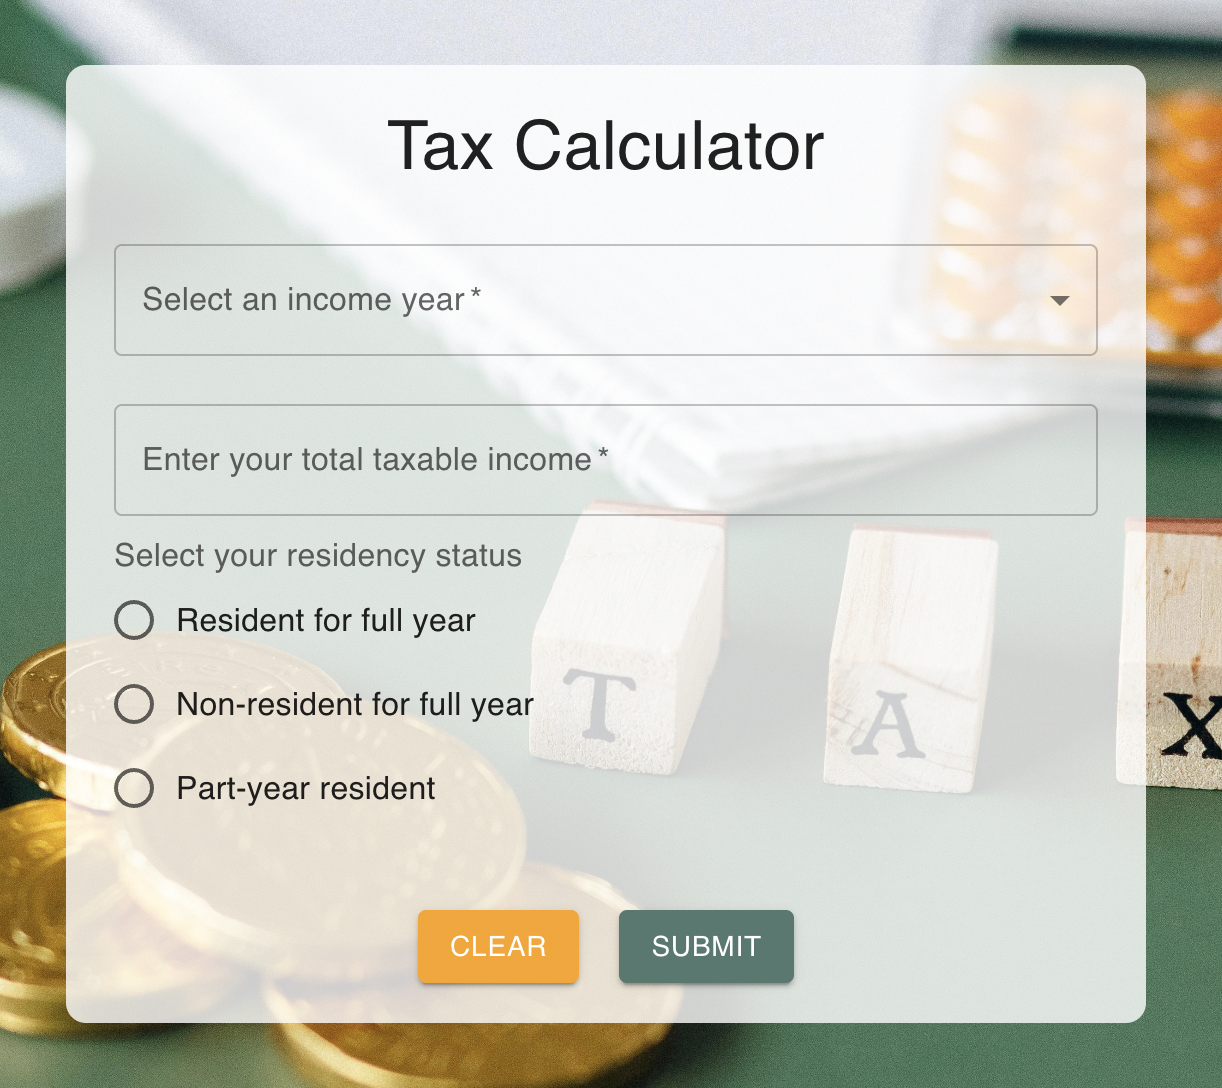 Tax Calculator
Select an income year *
Enter your total taxable income *
Select your residency status
Resident for full year
Non-resident for full year
Part-year resident
T A X
CLEAR SUBMIT